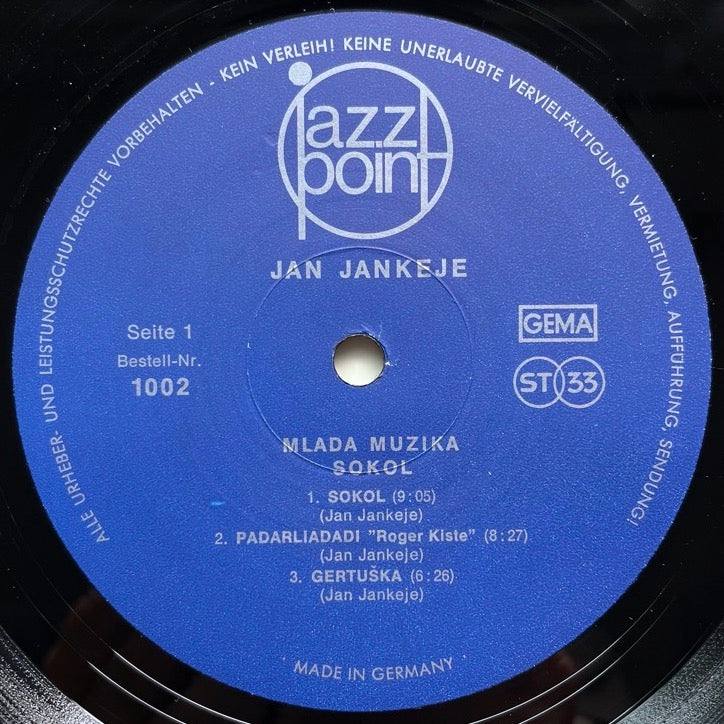 ALLE URHEBER- UND LEISTUNGSSCHUTZRECHTE VORBEHALTEN - KEIN VERLEIH! KEINE UNERLAUBTE VERVIELFÄLTIGUNG, VERMIETUNG, AUFFÜHRUNG, SENDUNG!
jazz
point
JAN JANKEJE
Seite 1
Bestell-Nr.
1002
GEMA
ST 33
MLADA MUZIKA
SOKOL
1. SOKOL (9:05)
(Jan Jankeje)
2. PADARLIADADI "Roger Kiste" (8:27)
(Jan Jankeje)
3. GERTUŠKA (6:26)
(Jan Jankeje)
· MADE IN GERMANY ·